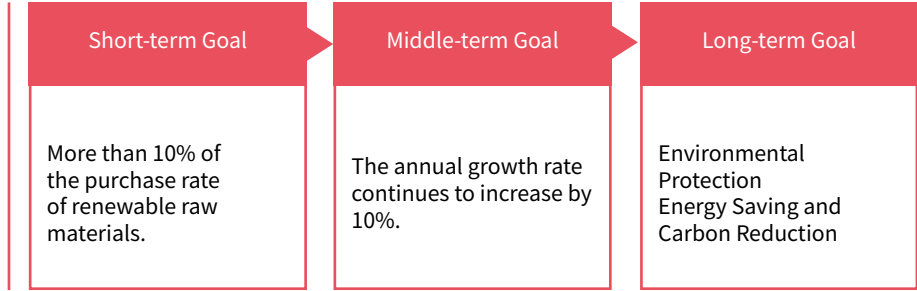 Short-term Goal
More than 10% of
the purchase rate
of renewable raw
materials.
Middle-term Goal
The annual growth rate
continues to increase by
10%.
Long-term Goal
Environmental
Protection
Energy Saving and
Carbon Reduction